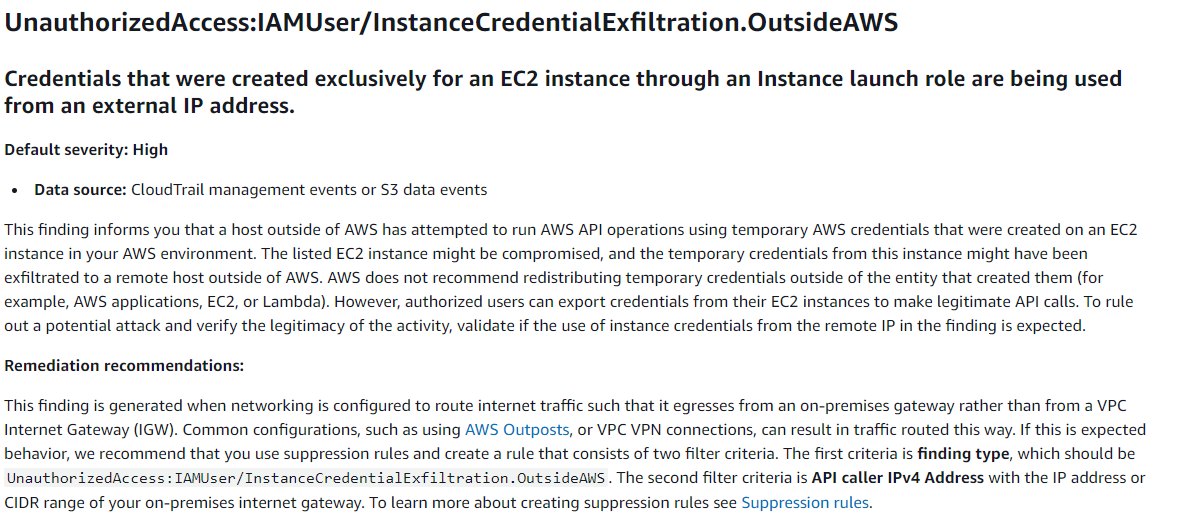 UnauthorizedAccess:IAMUser/InstanceCredentialExfiltration.OutsideAWS
Credentials that were created exclusively for an EC2 instance through an Instance launch role are being used
from an external IP address.
Default severity: High
• Data source: CloudTrail management events or S3 data events
This finding informs you that a host outside of AWS has attempted to run AWS API operations using temporary AWS credentials that were created on an EC2
instance in your AWS environment. The listed EC2 instance might be compromised, and the temporary credentials from this instance might have been
exfiltrated to a remote host outside of AWS. AWS does not recommend redistributing temporary credentials outside of the entity that created them (for
example, AWS applications, EC2, or Lambda). However, authorized users can export credentials from their EC2 instances to make legitimate API calls. To rule
out a potential attack and verify the legitimacy of the activity, validate if the use of instance credentials from the remote IP in the finding is expected.
Remediation recommendations:
This finding is generated when networking is configured to route internet traffic such that it egresses from an on-premises gateway rather than from a VPC
Internet Gateway (IGW). Common configurations, such as using AWS Outposts, or VPC VPN connections, can result in traffic routed this way. If this is expected
behavior, we recommend that you use suppression rules and create a rule that consists of two filter criteria. The first criteria is finding type, which should be
UnauthorizedAccess:IAMUser/InstanceCredentialExfiltration.OutsideAWS. The second filter criteria is API caller IPv4 Address with the IP address or
CIDR range of your on-premises internet gateway. To learn more about creating suppression rules see Suppression rules.